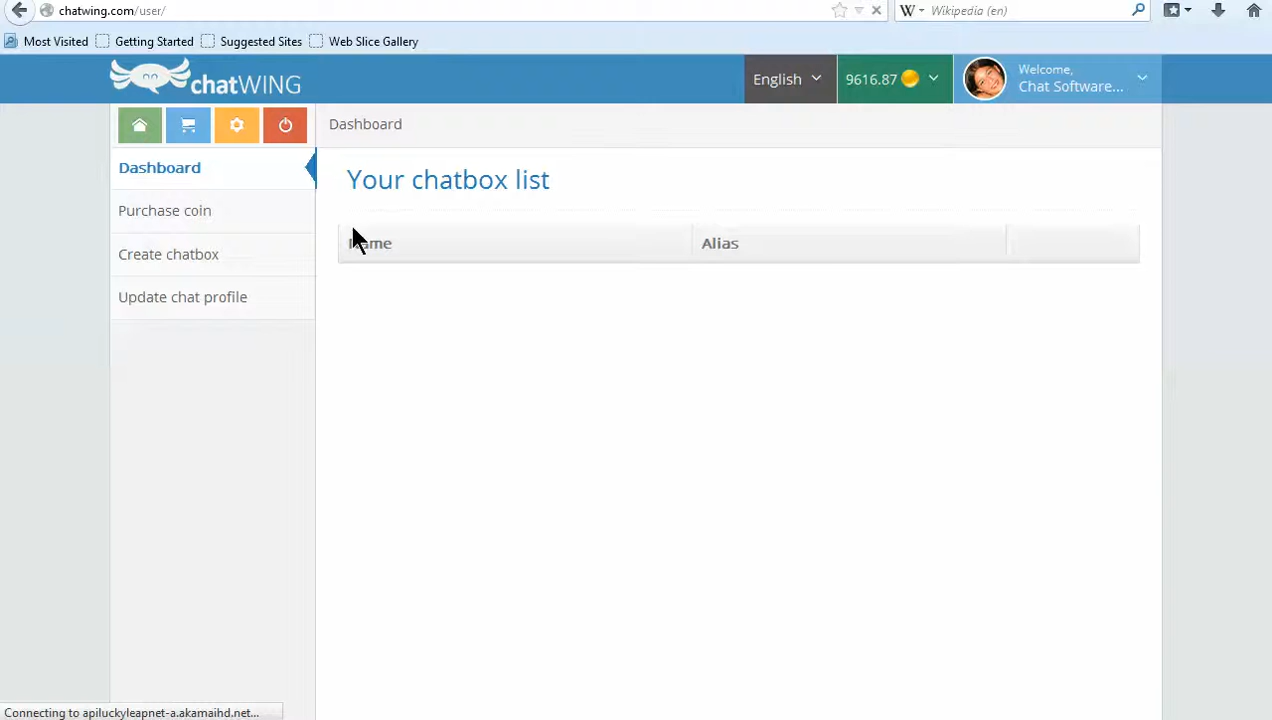 chatwing.com/user/
W Wikipedia (en)
Most Visited Getting Started Suggested Sites Web Slice Gallery
chatWING
English 9616.87 Welcome,
Chat Software...
Dashboard
Dashboard
Your chatbox list
Purchase coin
Name Alias
Create chatbox
Update chat profile
Connecting to apiluckyleapnet-a.akamaihd.net...